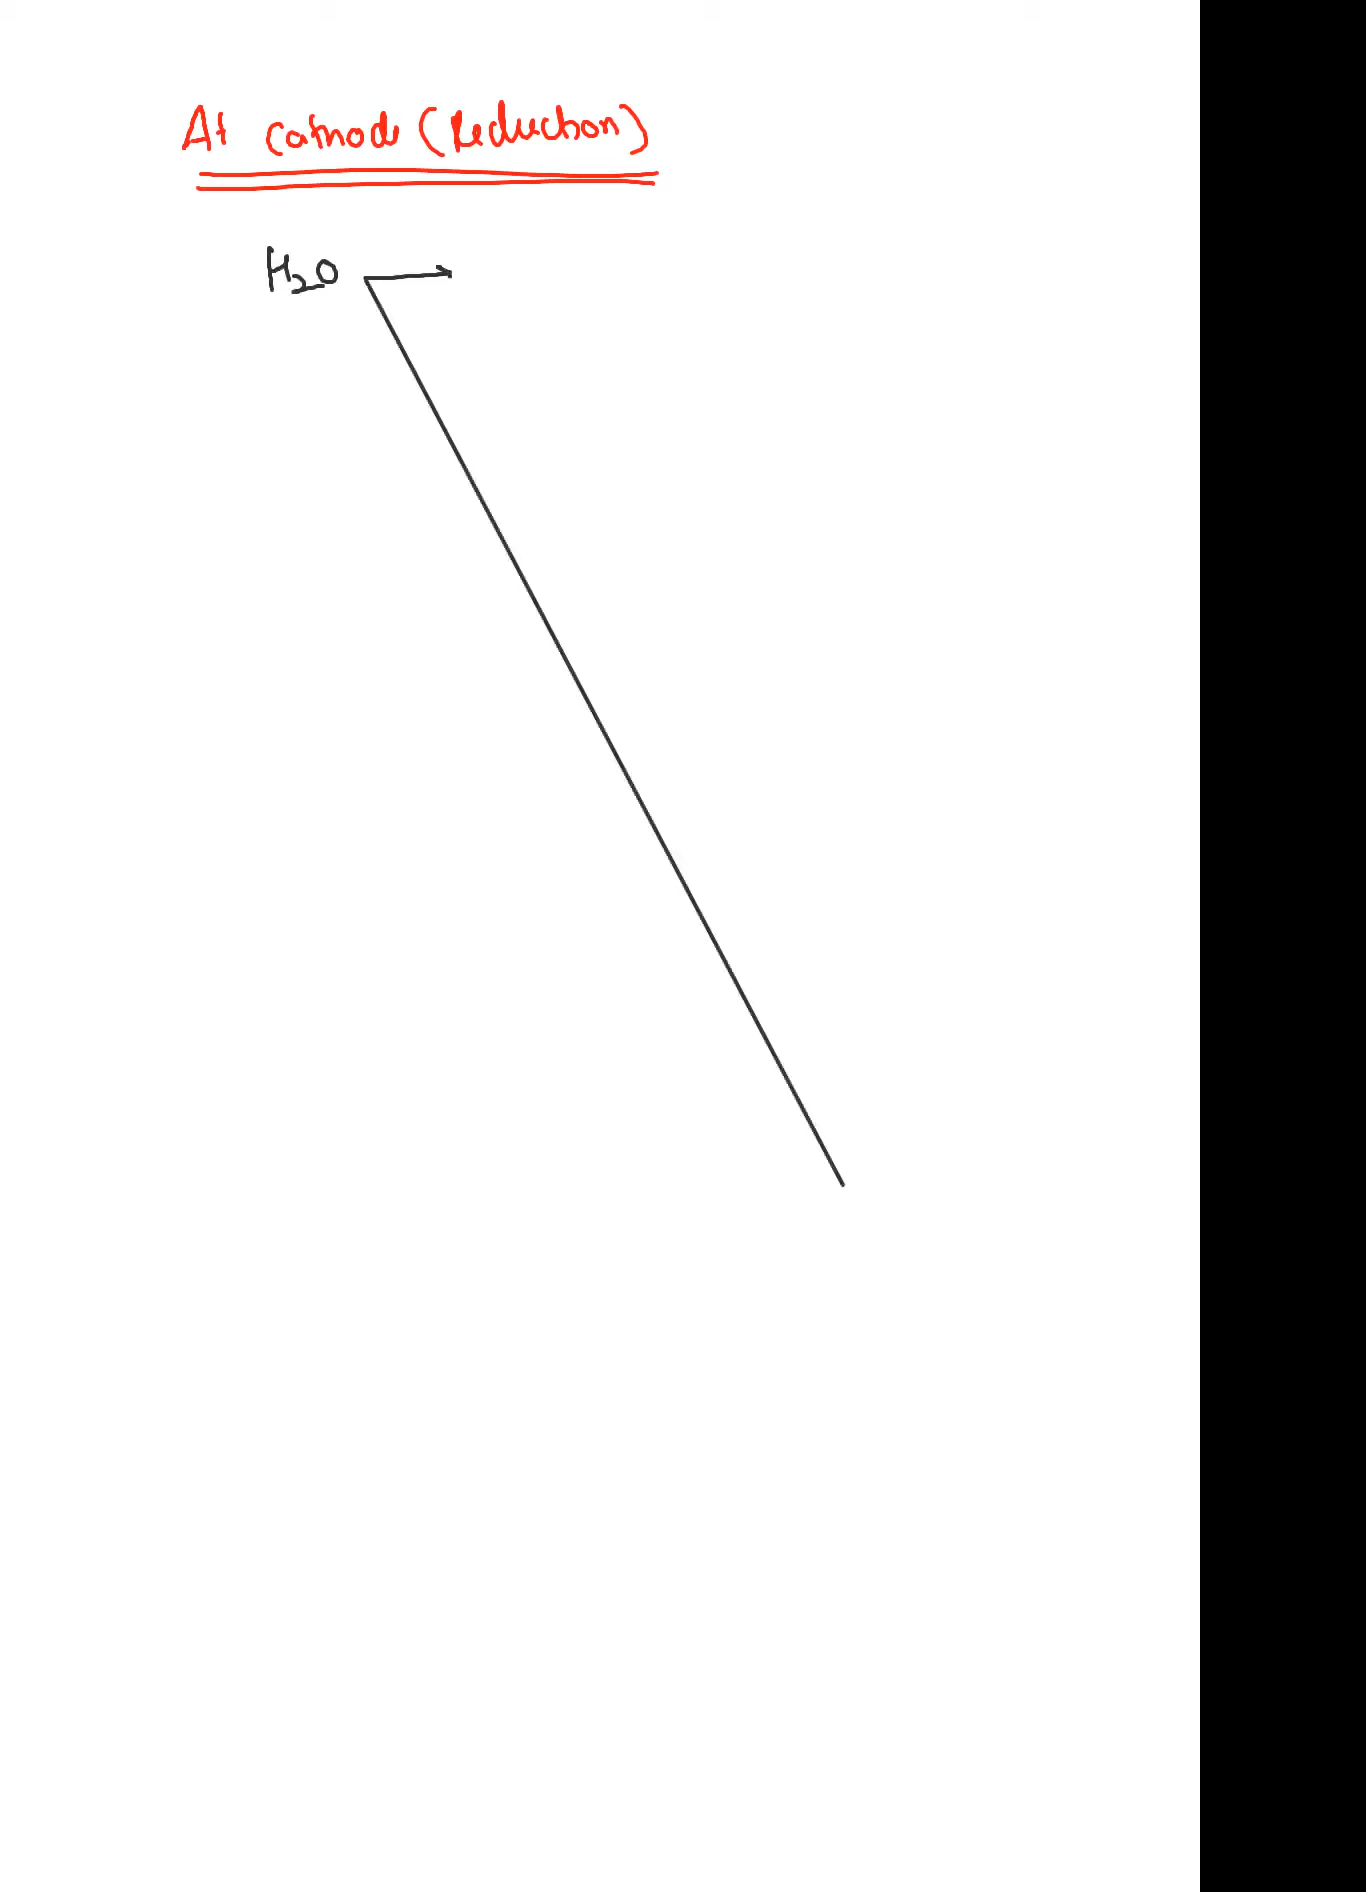 At Cathode (Reduction)
H₂O →